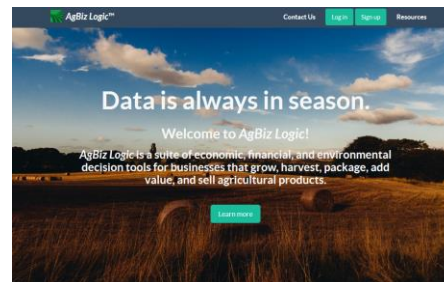 AgBiz Logic™
Contact Us
Log in
Sign up
Resources
Data is always in season.
Welcome to AgBiz Logic!
AgBiz Logic is a suite of economic, financial, and environmental
decision tools for businesses that grow, harvest, package, add
value, and sell agricultural products.
Learn more